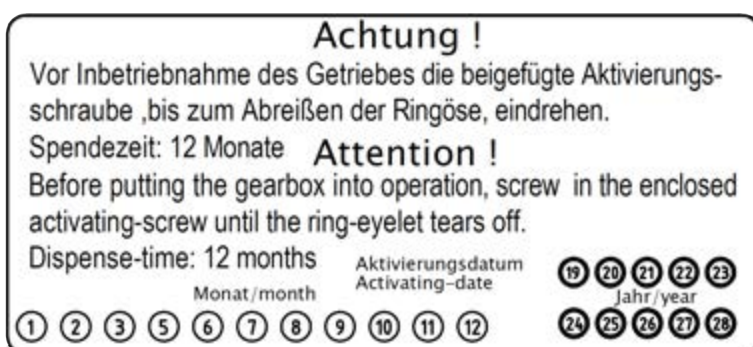 Achtung !
Vor Inbetriebnahme des Getriebes die beigefügte Aktivierungs-
schraube ,bis zum Abreißen der Ringöse, eindrehen.
Spendezeit: 12 Monate
Attention !
Before putting the gearbox into operation, screw in the enclosed
activating-screw until the ring-eyelet tears off.
Dispense-time: 12 months
Aktivierungsdatum
Activating-date
Monat/month
1 2 3 5 6 7 8 9 10 11 12
19 20 21 22 23
Jahr/year
24 25 26 27 28